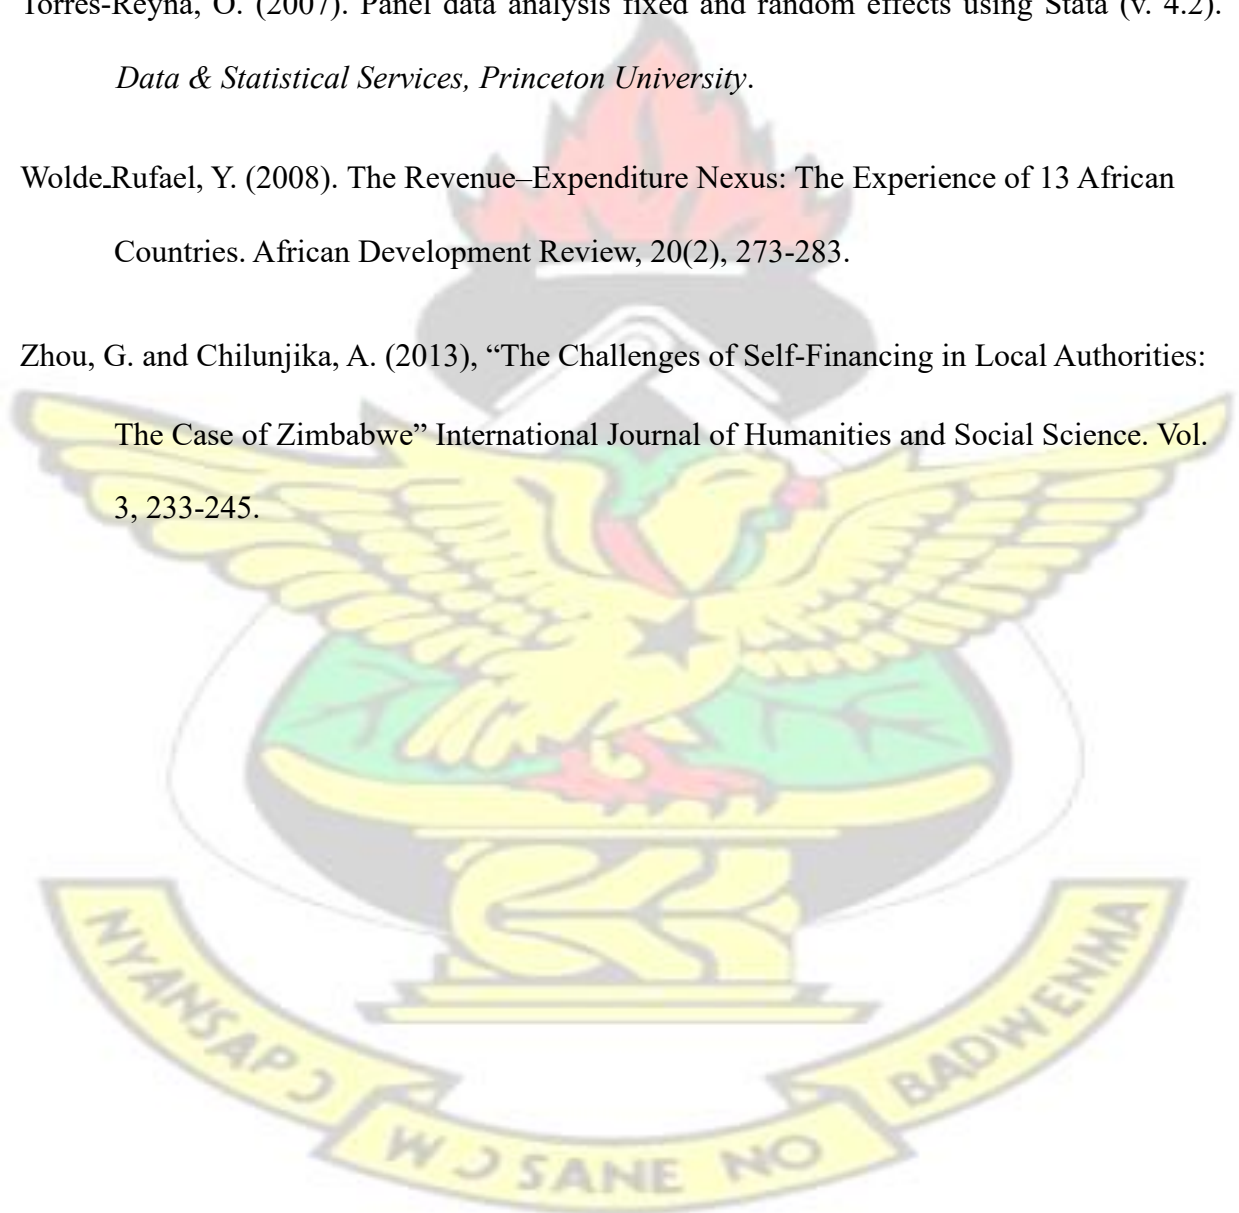 Torres-Reyna, O. (2007). Panel data analysis fixed and random effects using Stata (v. 4.2).
Data & Statistical Services, Princeton University.
Wolde‐Rufael, Y. (2008). The Revenue–Expenditure Nexus: The Experience of 13 African
Countries. African Development Review, 20(2), 273-283.
Zhou, G. and Chilunjika, A. (2013), “The Challenges of Self-Financing in Local Authorities:
The Case of Zimbabwe” International Journal of Humanities and Social Science. Vol.
3, 233-245.
NYANSAPƆ
WƆSANE NO
BADWENMA